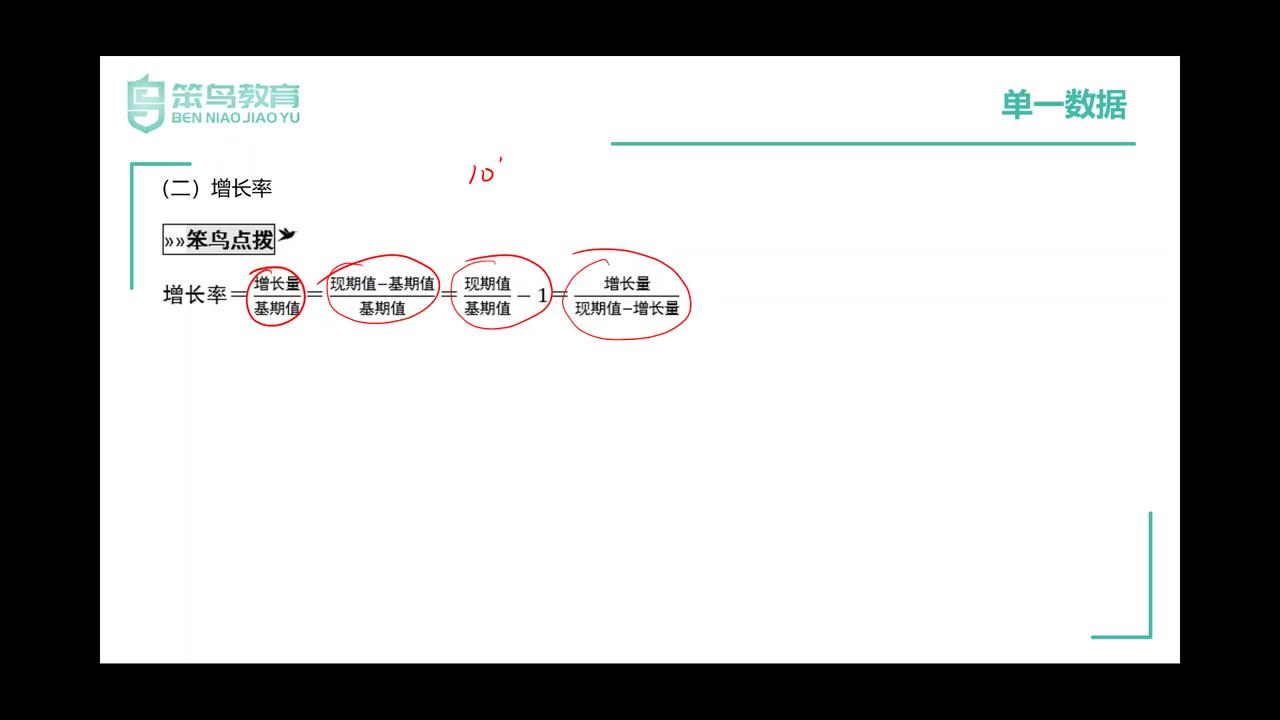 笨鸟教育
BEN NIAO JIAO YU
单一数据
10'
（二）增长率
»»笨鸟点拨
增长率=增长量/基期值=现期值−基期值/基期值=现期值/基期值−1=增长量/现期值−增长量